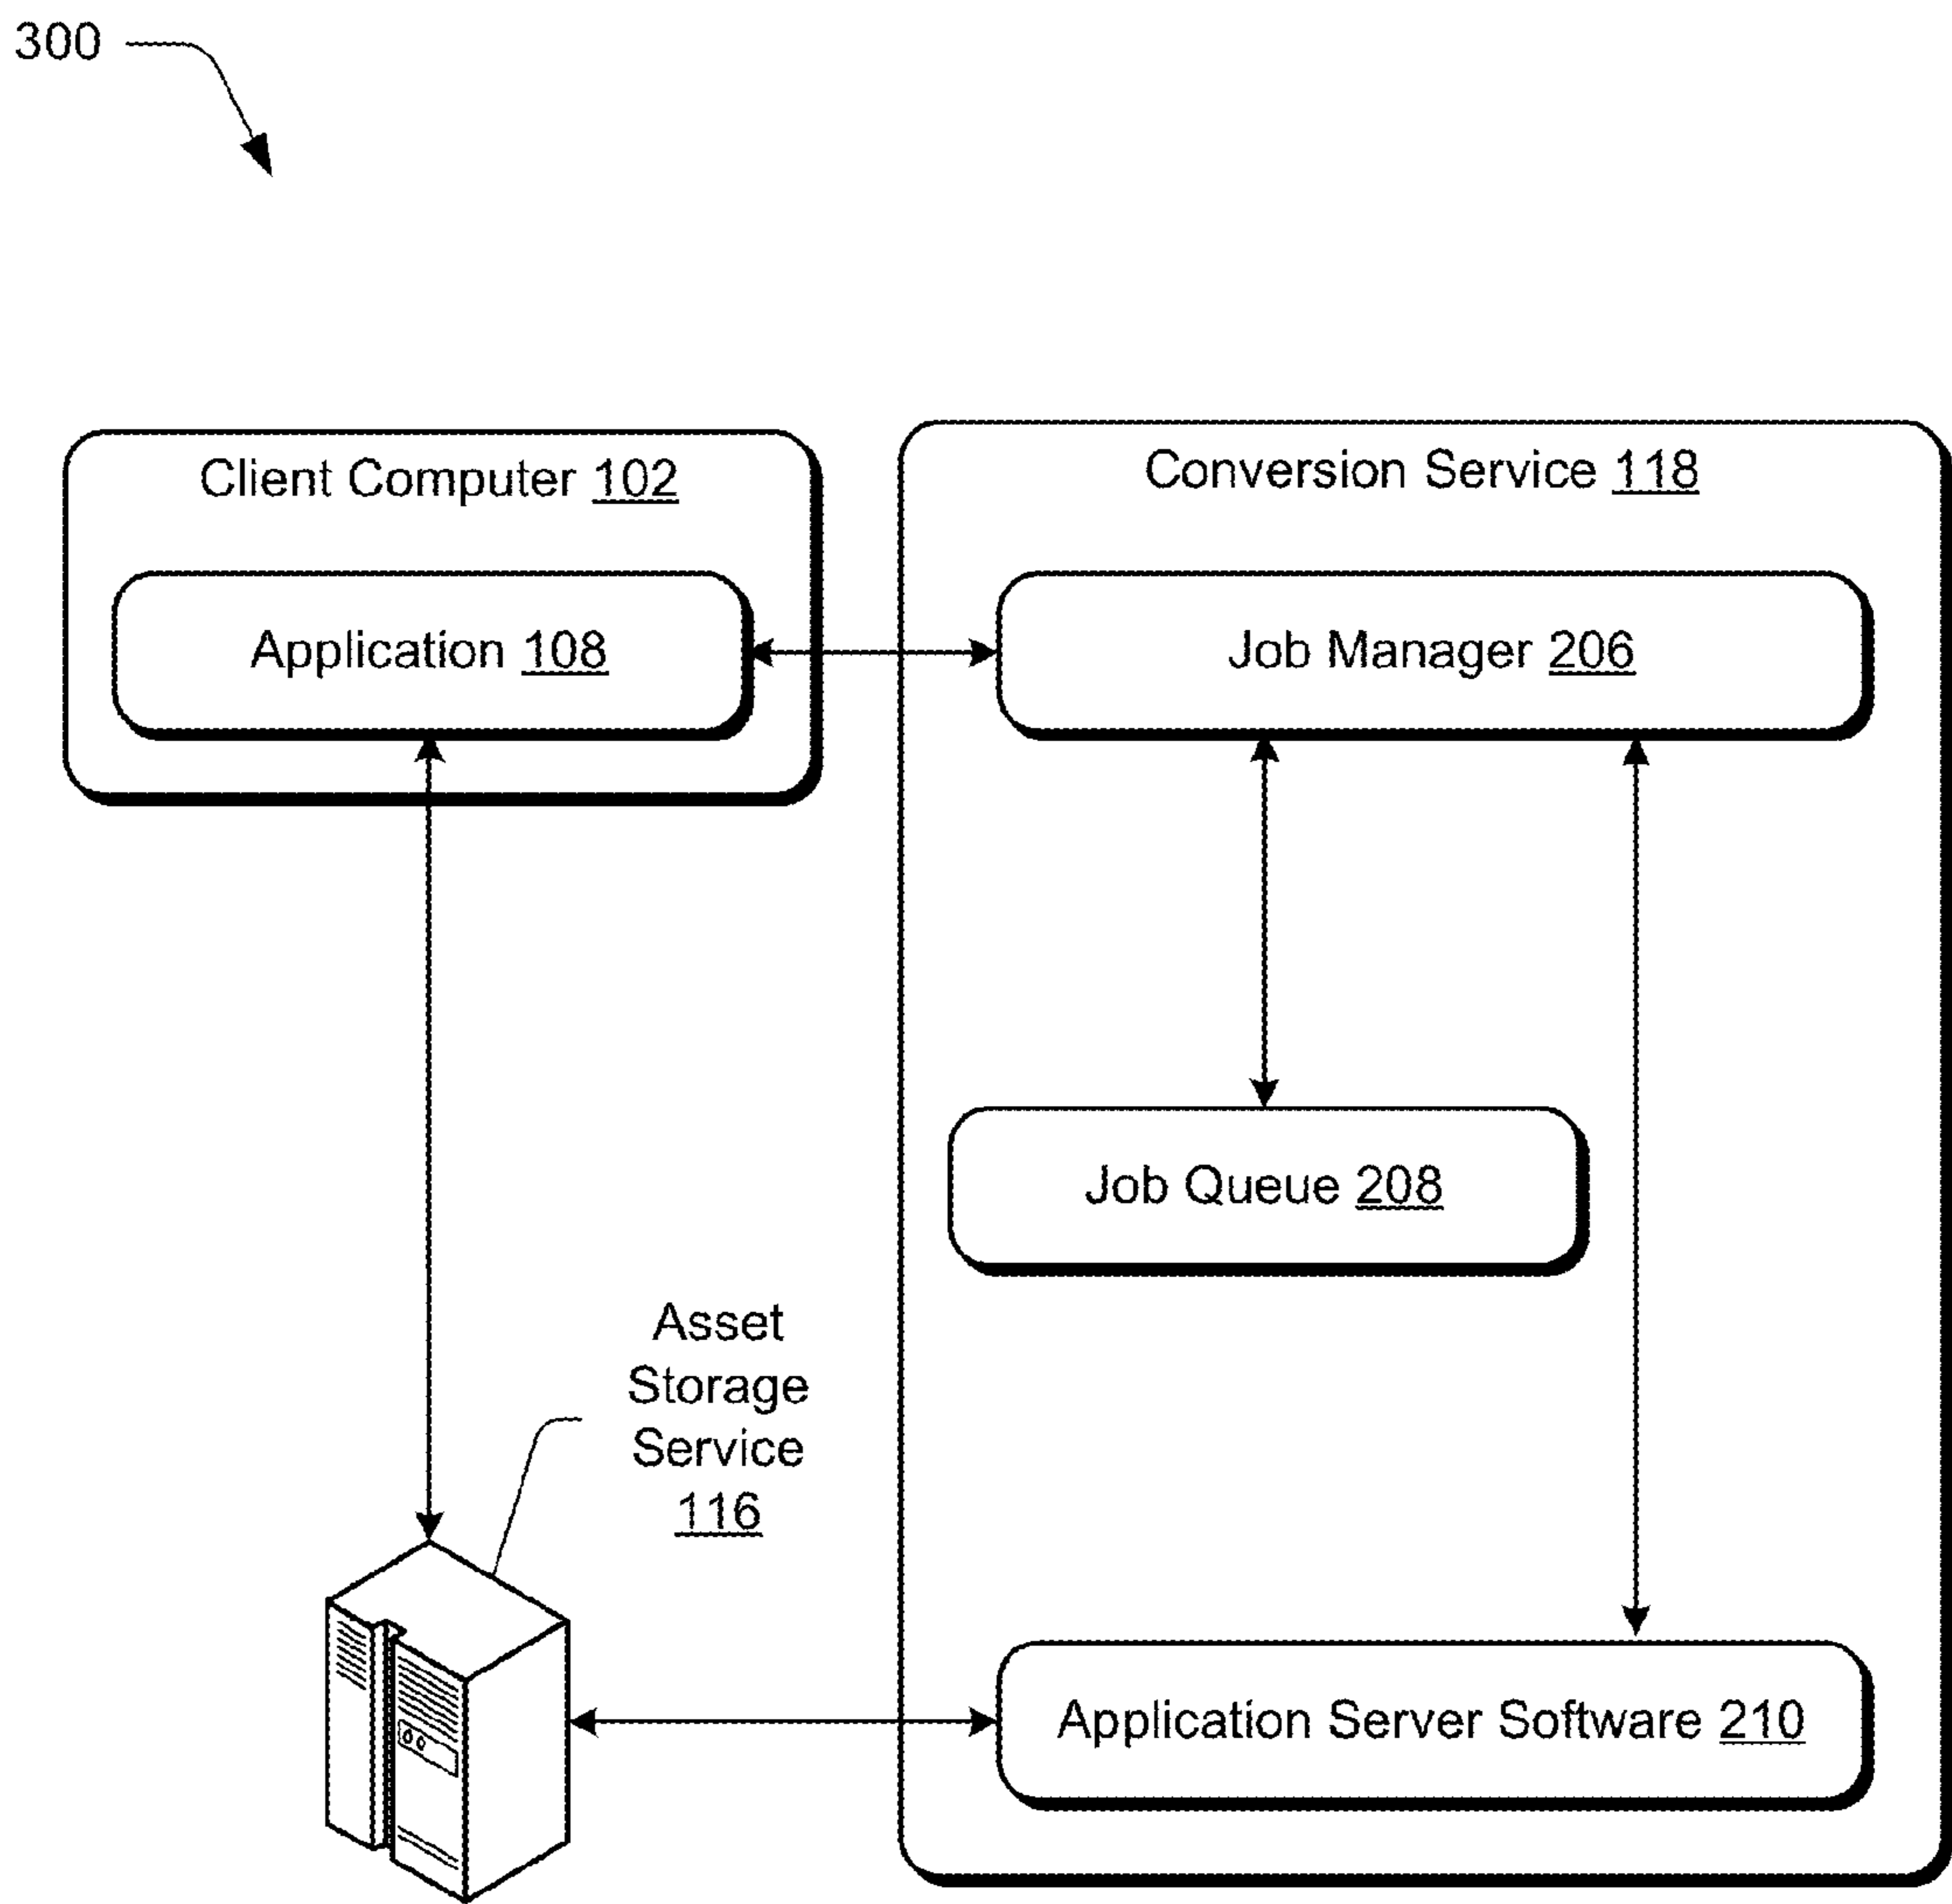 300
Client Computer 102
Conversion Service 118
Application 108
Job Manager 206
Job Queue 208
Asset
Storage
Service
116
Application Server Software 210